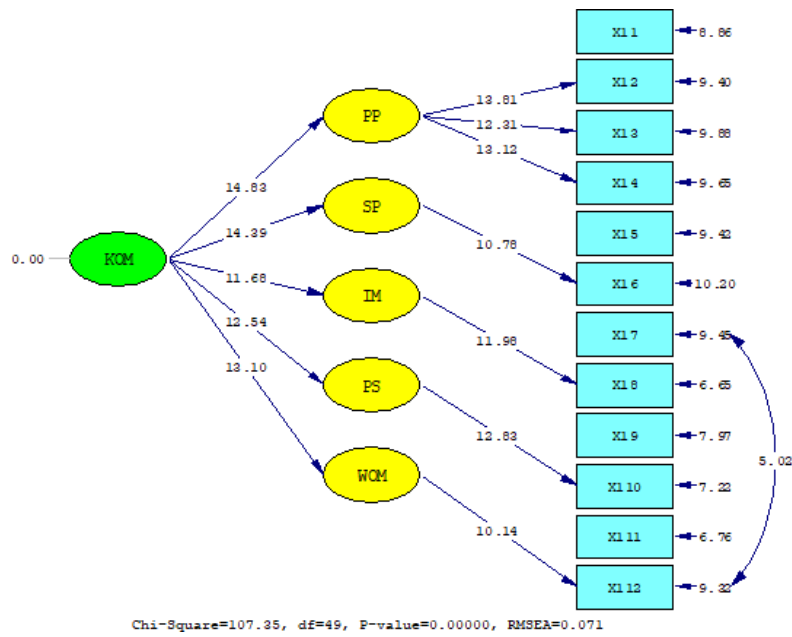 X11
8.86
X12
9.40
PP
13.81
12.31
X13
9.88
13.12
X14
9.65
14.83
SP
X15
9.42
14.39
10.78
0.00
KOM
X16
10.20
11.68
IM
X17
9.45
12.54
11.98
X18
6.65
13.10
PS
X19
7.97
12.83
5.02
WOM
X110
7.22
10.14
X111
6.76
X112
9.32
Chi-Square=107.35, df=49, P-value=0.00000, RMSEA=0.071